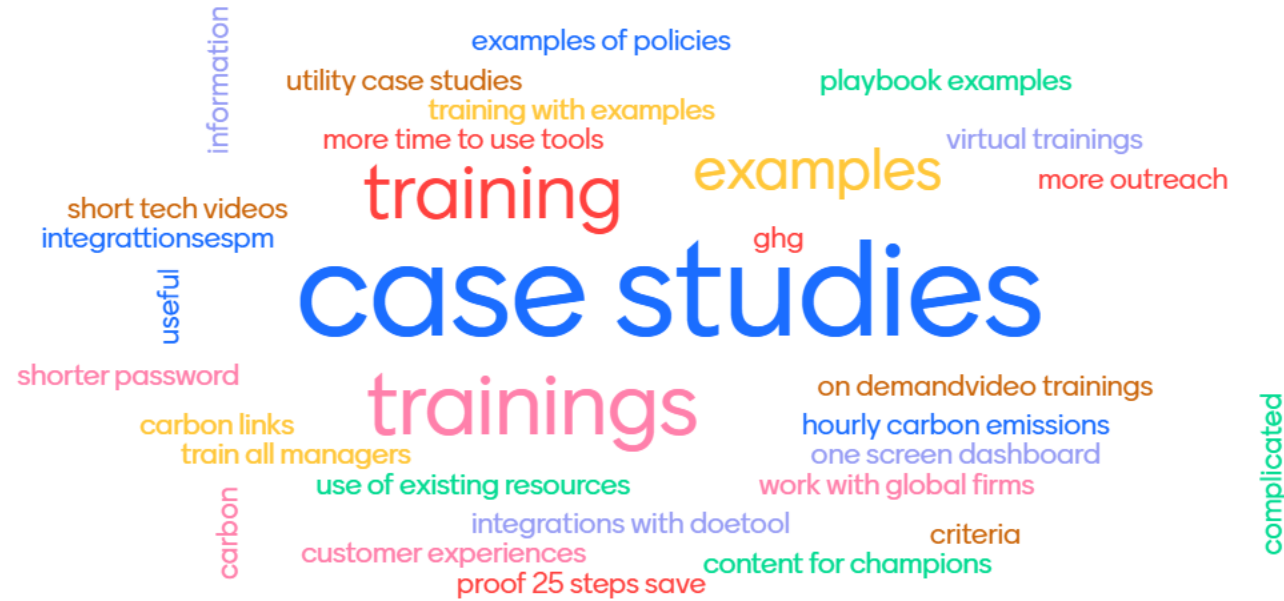 information
examples of policies
utility case studies
playbook examples
training with examples
more time to use tools
virtual trainings
training
examples
more outreach
short tech videos
integrattionsespm
ghg
useful
case studies
shorter password
trainings
on demandvideo trainings
carbon links
hourly carbon emissions
train all managers
one screen dashboard
complicated
use of existing resources
work with global firms
carbon
integrations with doetool
criteria
customer experiences
content for champions
proof 25 steps save